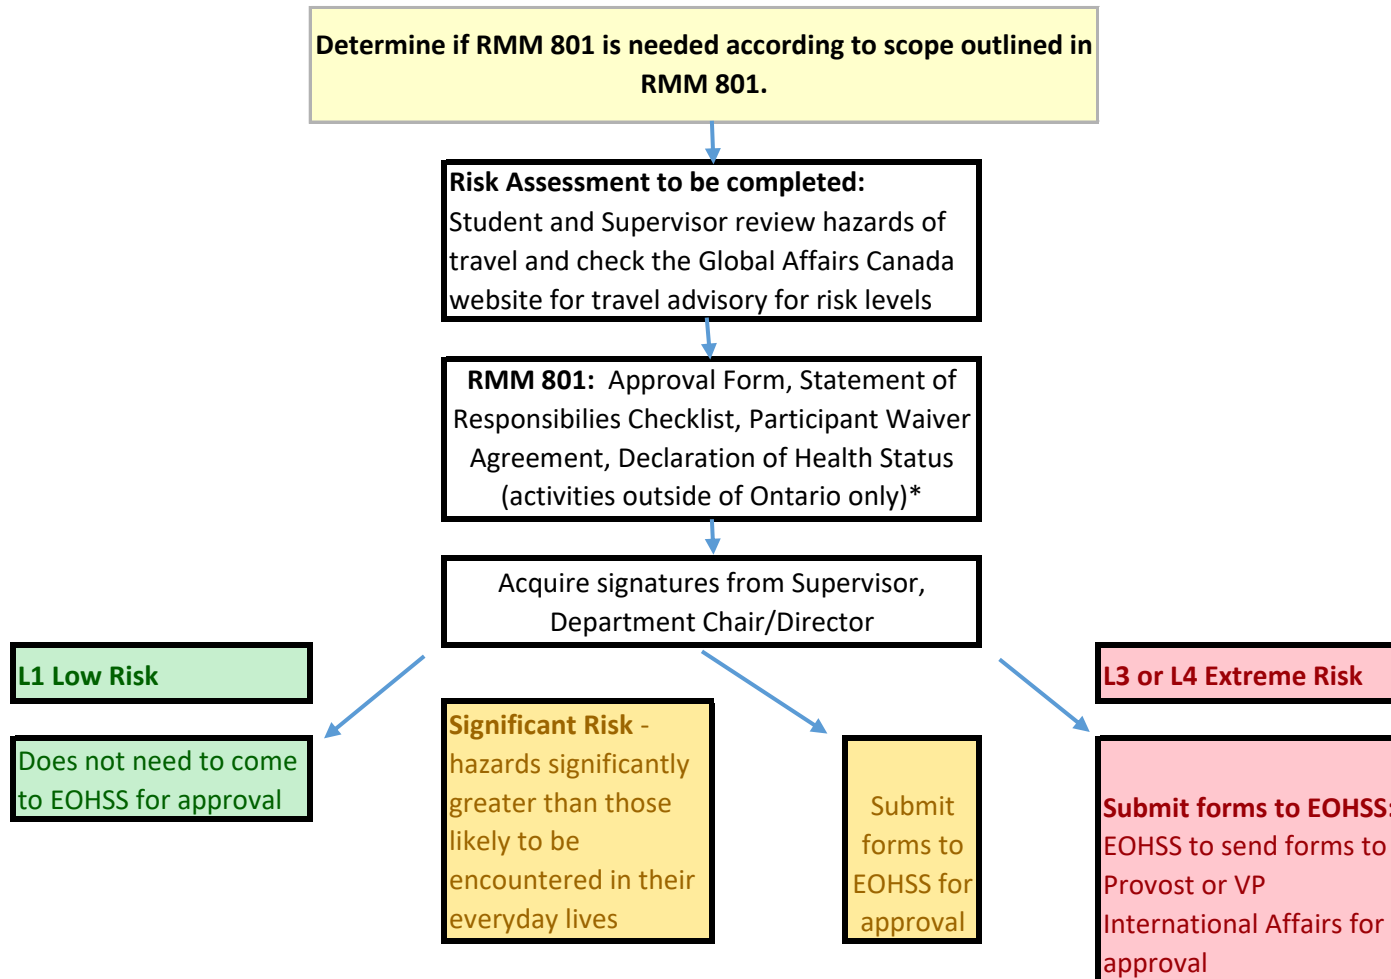 Determine if RMM 801 is needed according to scope outlined in
RMM 801.
Risk Assessment to be completed:
Student and Supervisor review hazards of
travel and check the Global Affairs Canada
website for travel advisory for risk levels
RMM 801: Approval Form, Statement of
Responsibilies Checklist, Participant Waiver
Agreement, Declaration of Health Status
(activities outside of Ontario only)*
Acquire signatures from Supervisor,
Department Chair/Director
L1 Low Risk
Does not need to come
to EOHSS for approval
Significant Risk -
hazards significantly
greater than those
likely to be
encountered in their
everyday lives
Submit
forms to
EOHSS for
approval
L3 or L4 Extreme Risk
Submit forms to EOHSS:
EOHSS to send forms to
Provost or VP
International Affairs for
approval